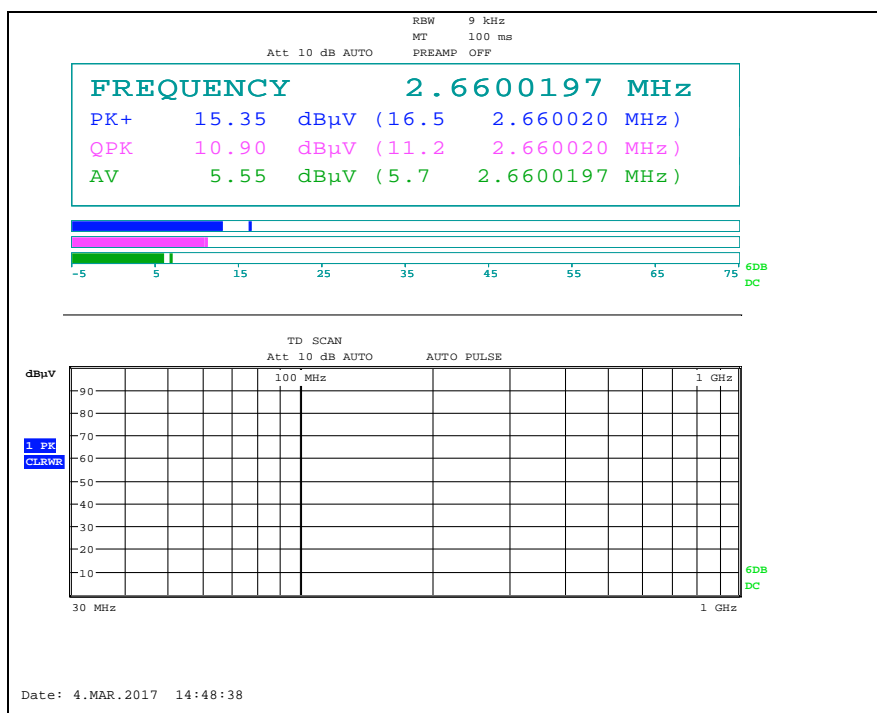 RBW 9 kHz
MT 100 ms
Att 10 dB AUTO PREAMP OFF
FREQUENCY 2.6600197 MHz
PK+ 15.35 dBµV (16.5 2.660020 MHz)
QPK 10.90 dBµV (11.2 2.660020 MHz)
AV 5.55 dBµV (5.7 2.6600197 MHz)
-5 5 15 25 35 45 55 65 75
6DB
DC
TD SCAN
Att 10 dB AUTO AUTO PULSE
dBµV
100 MHz 1 GHz
90
80
70
1 PK
CLRWR
60
50
40
30
20
10
6DB
DC
30 MHz 1 GHz
Date: 4.MAR.2017 14:48:38